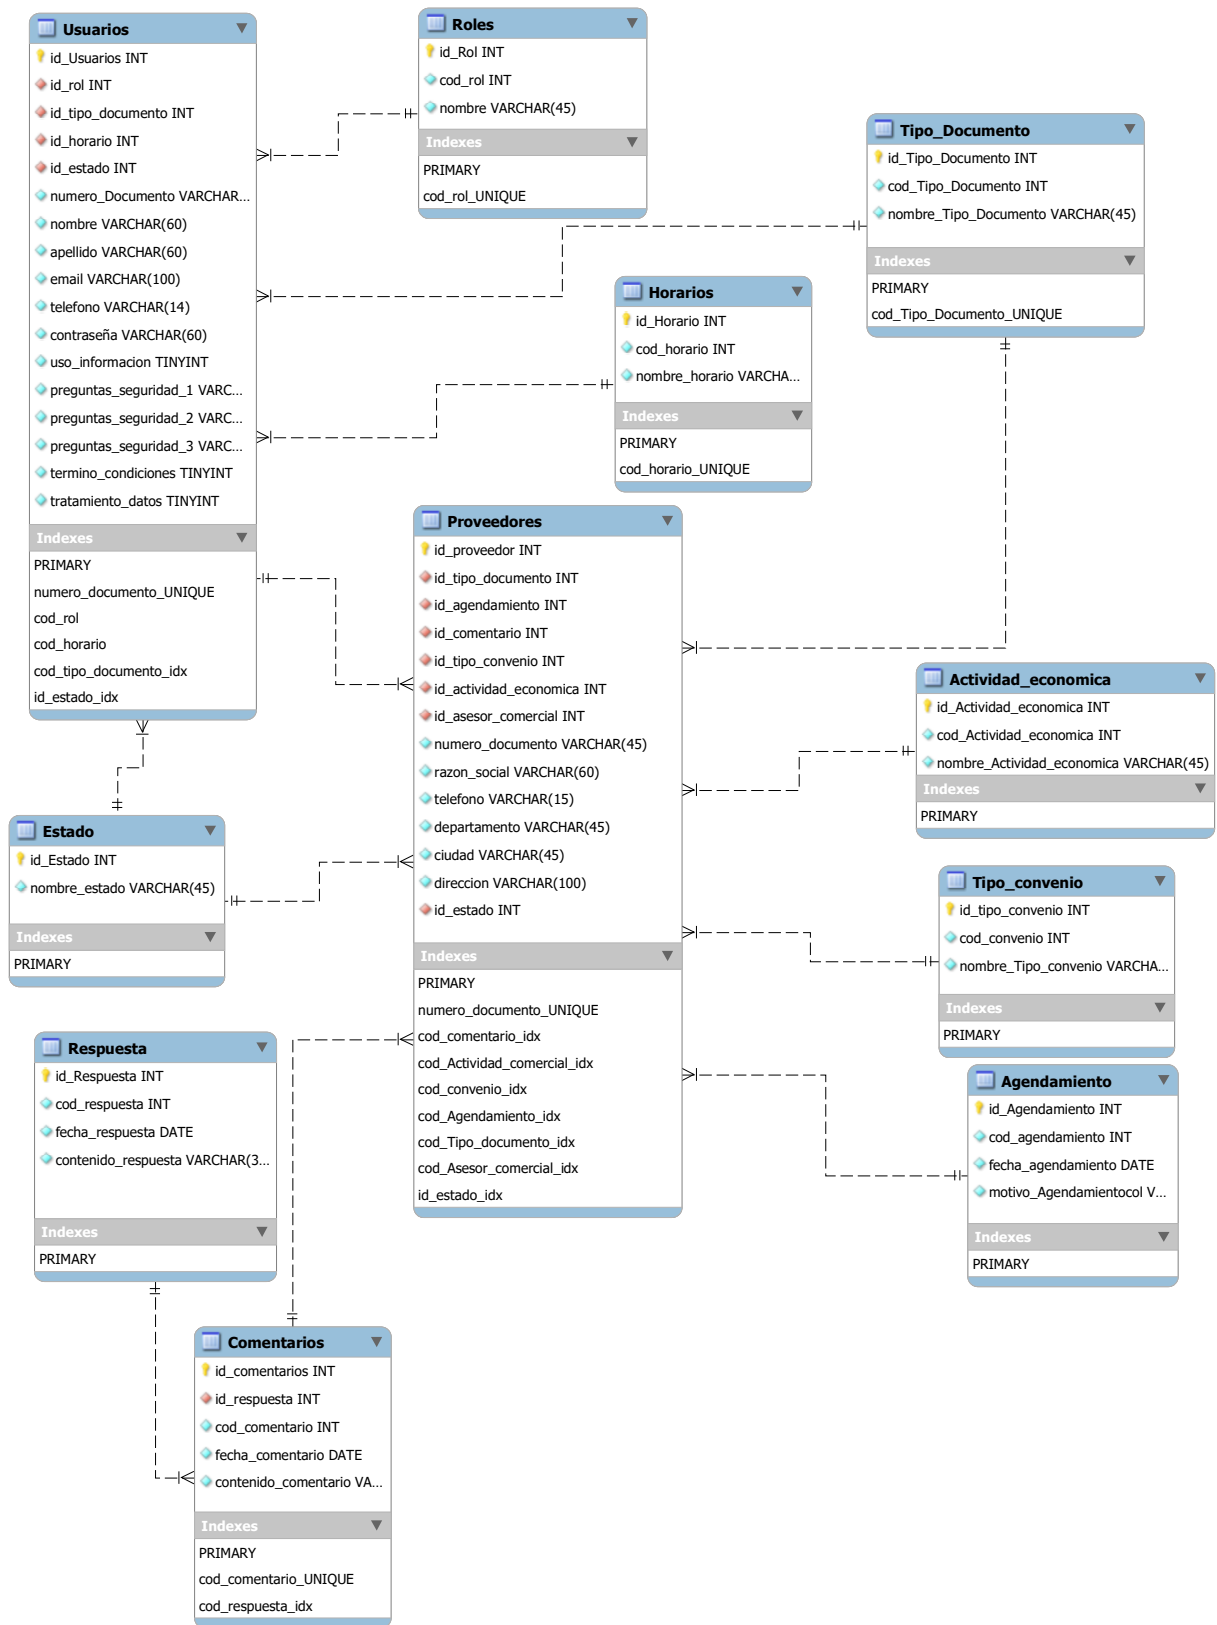 Usuarios
id_Usuarios INT
id_rol INT
id_tipo_documento INT
id_horario INT
id_estado INT
numero_Documento VARCHAR...
nombre VARCHAR(60)
apellido VARCHAR(60)
email VARCHAR(100)
telefono VARCHAR(14)
contraseña VARCHAR(60)
uso_informacion TINYINT
preguntas_seguridad_1 VARC...
preguntas_seguridad_2 VARC...
preguntas_seguridad_3 VARC...
termino_condiciones TINYINT
tratamiento_datos TINYINT
Indexes
PRIMARY
numero_documento_UNIQUE
cod_rol
cod_horario
cod_tipo_documento_idx
id_estado_idx
Roles
id_Rol INT
cod_rol INT
nombre VARCHAR(45)
Indexes
PRIMARY
cod_rol_UNIQUE
Tipo_Documento
id_Tipo_Documento INT
cod_Tipo_Documento INT
nombre_Tipo_Documento VARCHAR(45)
Indexes
PRIMARY
cod_Tipo_Documento_UNIQUE
Horarios
id_Horario INT
cod_horario INT
nombre_horario VARCHA...
Indexes
PRIMARY
cod_horario_UNIQUE
Proveedores
id_proveedor INT
id_tipo_documento INT
id_agendamiento INT
id_comentario INT
id_tipo_convenio INT
id_actividad_economica INT
id_asesor_comercial INT
numero_documento VARCHAR(45)
razon_social VARCHAR(60)
telefono VARCHAR(15)
departamento VARCHAR(45)
ciudad VARCHAR(45)
direccion VARCHAR(100)
id_estado INT
Indexes
PRIMARY
numero_documento_UNIQUE
cod_comentario_idx
cod_Actividad_comercial_idx
cod_convenio_idx
cod_Agendamiento_idx
cod_Tipo_documento_idx
cod_Asesor_comercial_idx
id_estado_idx
Actividad_economica
id_Actividad_economica INT
cod_Actividad_economica INT
nombre_Actividad_economica VARCHAR(45)
Indexes
PRIMARY
Estado
id_Estado INT
nombre_estado VARCHAR(45)
Indexes
PRIMARY
Tipo_convenio
id_tipo_convenio INT
cod_convenio INT
nombre_Tipo_convenio VARCHA...
Indexes
PRIMARY
Respuesta
id_Respuesta INT
cod_respuesta INT
fecha_respuesta DATE
contenido_respuesta VARCHAR(3...
Indexes
PRIMARY
Agendamiento
id_Agendamiento INT
cod_agendamiento INT
fecha_agendamiento DATE
motivo_Agendamientocol V...
Indexes
PRIMARY
Comentarios
id_comentarios INT
id_respuesta INT
cod_comentario INT
fecha_comentario DATE
contenido_comentario VA...
Indexes
PRIMARY
cod_comentario_UNIQUE
cod_respuesta_idx